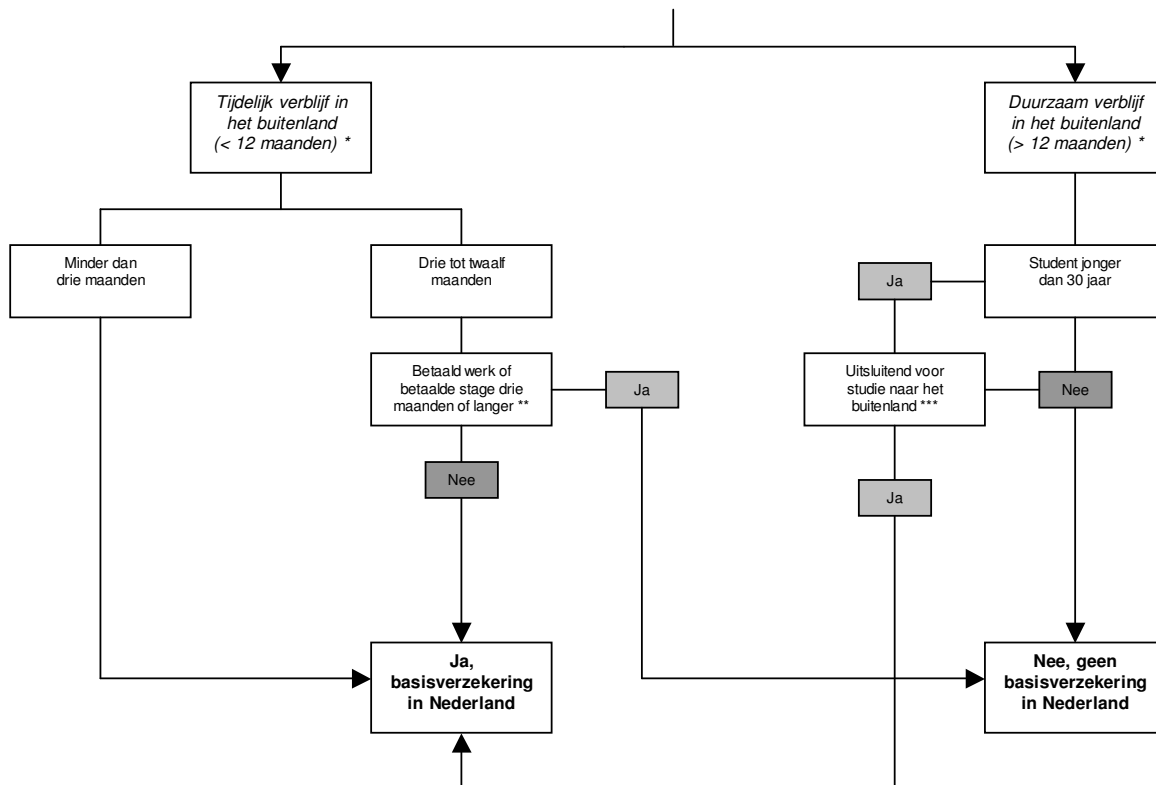 Tijdelijk verblijf in
het buitenland
(< 12 maanden) *
Duurzaam verblijf
in het buitenland
(> 12 maanden) *
Minder dan
drie maanden
Drie tot twaalf
maanden
Ja
Student jonger
dan 30 jaar
Betaald werk of
betaalde stage drie
maanden of langer **
Ja
Uitsluitend voor
studie naar het
buitenland ***
Nee
Nee
Ja
Ja,
basisverzekering
in Nederland
Nee, geen
basisverzekering
in Nederland